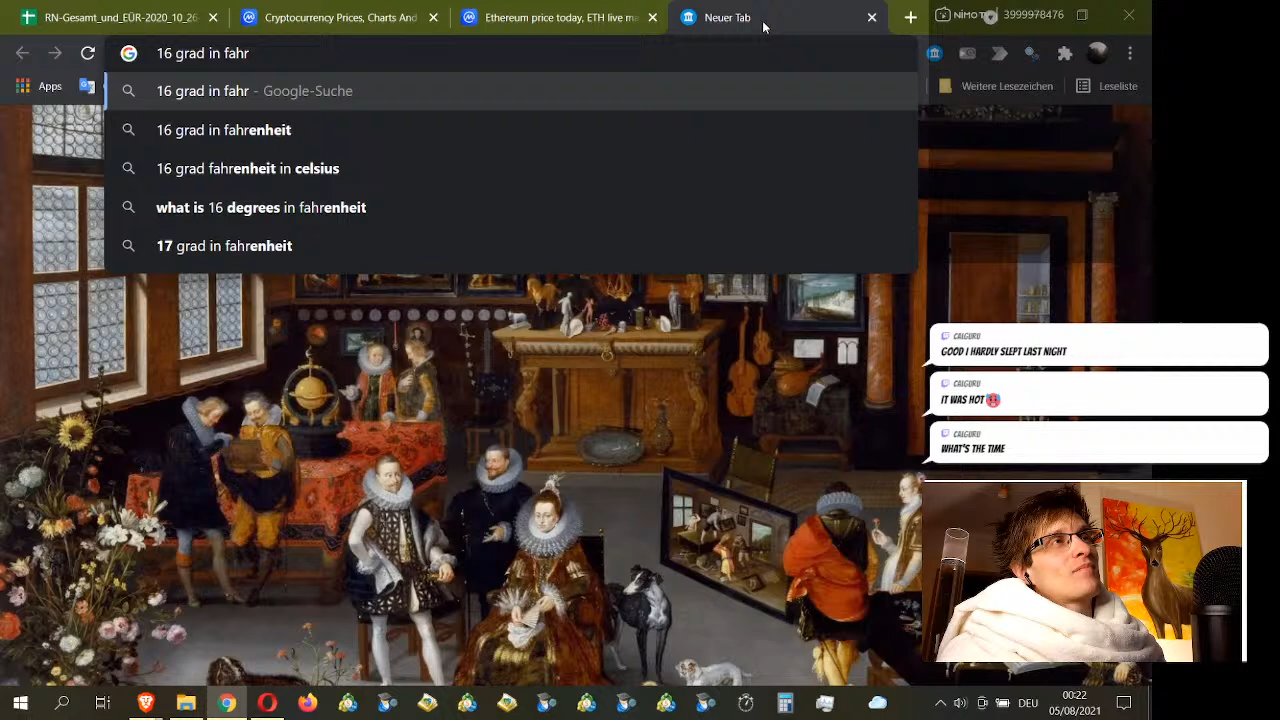 RN-Gesamt_und_EÜR-2020_10_26
Cryptocurrency Prices, Charts And
Ethereum price today, ETH live ma
Neuer Tab
NIMO T
3999978476
16 grad in fahr
Apps
Weitere Lesezeichen
Leseliste
16 grad in fahr - Google-Suche
16 grad in fahrenheit
16 grad fahrenheit in celsius
what is 16 degrees in fahrenheit
17 grad in fahrenheit
CALGURU
GOOD I HARDLY SLEPT LAST NIGHT
CALGURU
IT WAS HOT
CALGURU
WHAT'S THE TIME
DEU
00:22
05/08/2021